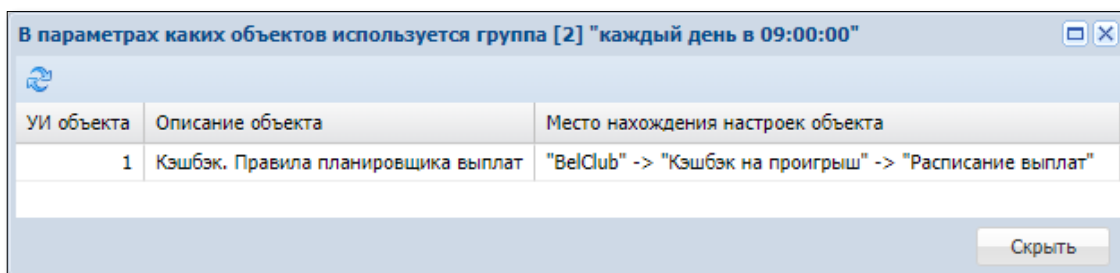 В параметрах каких объектов используется группа [2] "каждый день в 09:00:00"
УИ объекта Описание объекта Место нахождения настроек объекта
1 Кэшбэк. Правила планировщика выплат "BelClub" -> "Кэшбэк на проигрыш" -> "Расписание выплат"
Скрыть